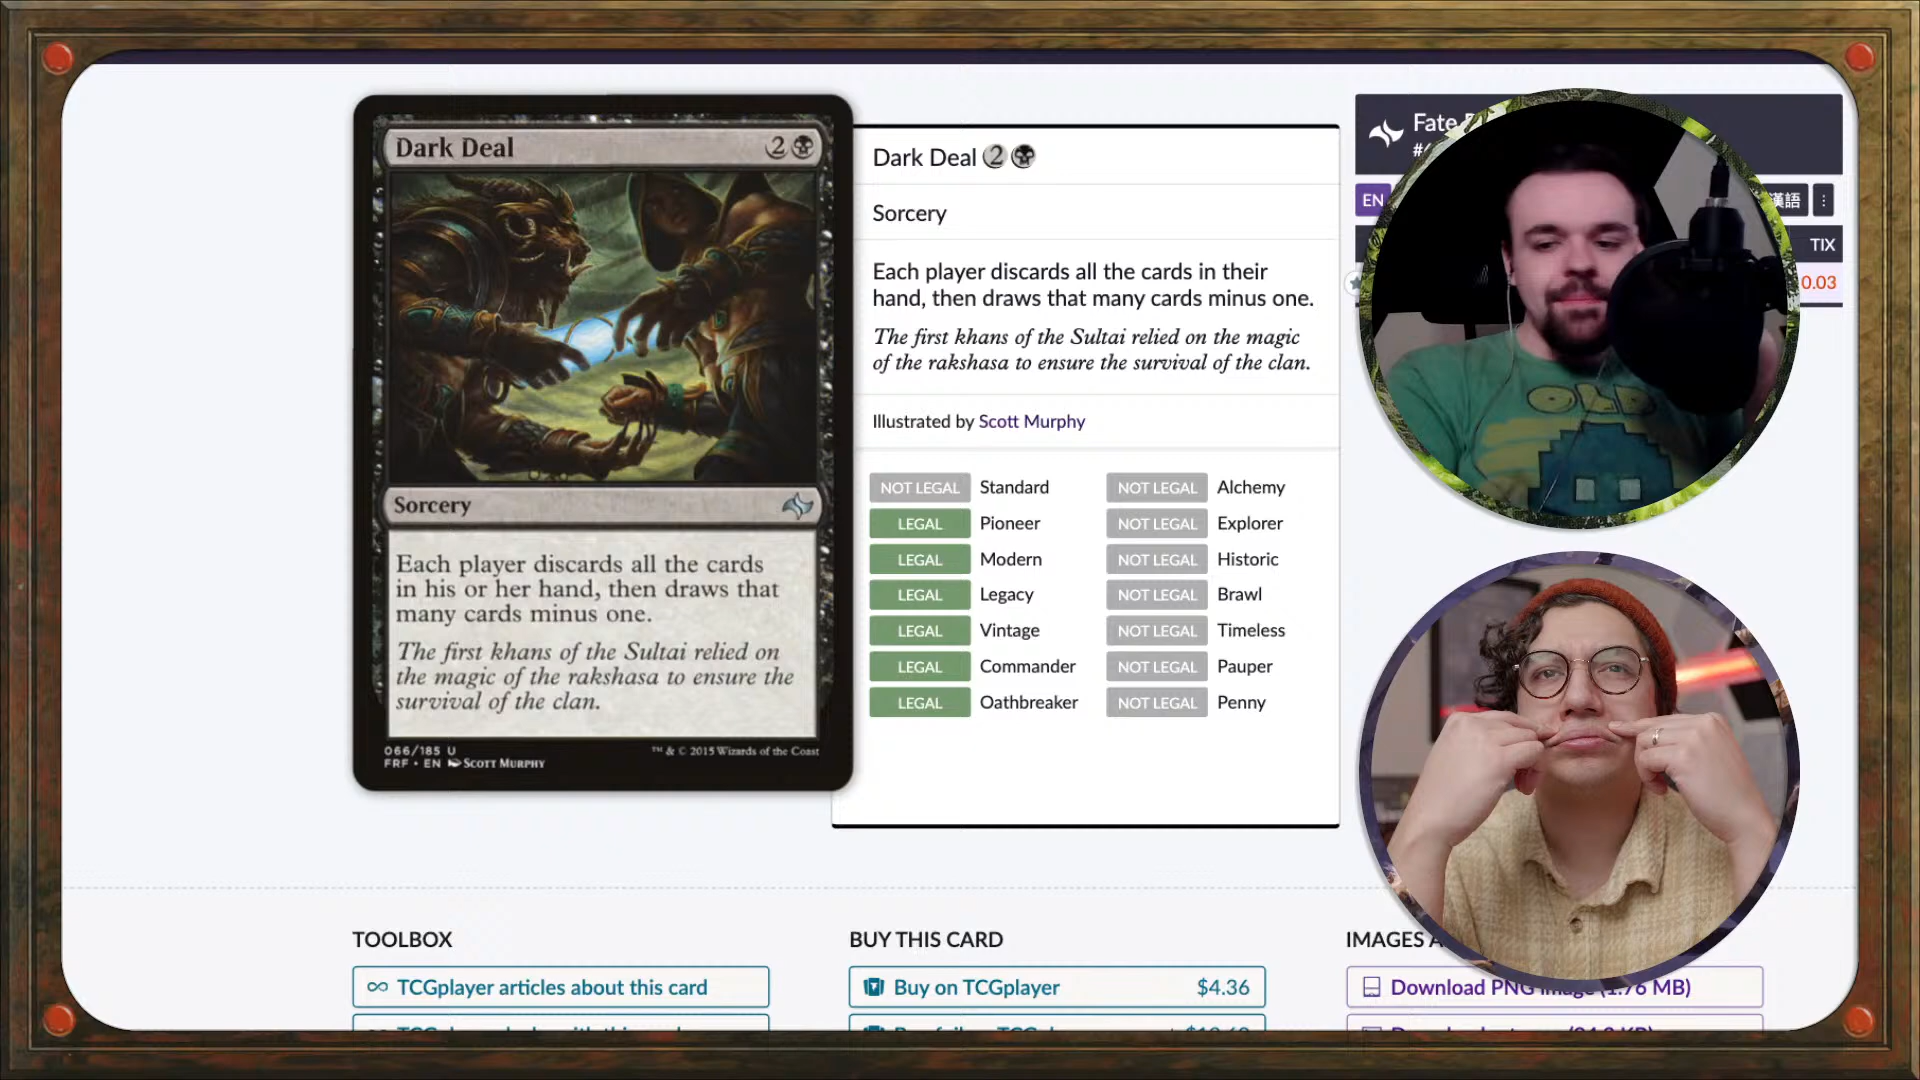 Dark Deal 2
Each player discards all the cards
in his or her hand, then draws that
many cards minus one.
The first khans of the Sultai relied on
the magic of the rakshasa to ensure the
survival of the clan.
Sorcery
066/185 U
FRF • EN Scott Murphy
™ & © 2015 Wizards of the Coast
Dark Deal 2
Sorcery
Each player discards all the cards in their
hand, then draws that many cards minus one.
The first khans of the Sultai relied on the magic
of the rakshasa to ensure the survival of the clan.
Illustrated by Scott Murphy
NOT LEGAL Standard NOT LEGAL Alchemy
LEGAL Pioneer NOT LEGAL Explorer
LEGAL Modern NOT LEGAL Historic
LEGAL Legacy NOT LEGAL Brawl
LEGAL Vintage NOT LEGAL Timeless
LEGAL Commander NOT LEGAL Pauper
LEGAL Oathbreaker NOT LEGAL Penny
Fate
EN
漢語
TIX
0.03
OLD
TOOLBOX
TCGplayer articles about this card
BUY THIS CARD
Buy on TCGplayer $4.36
IMAGES
Download PNG image (1.76 MB)